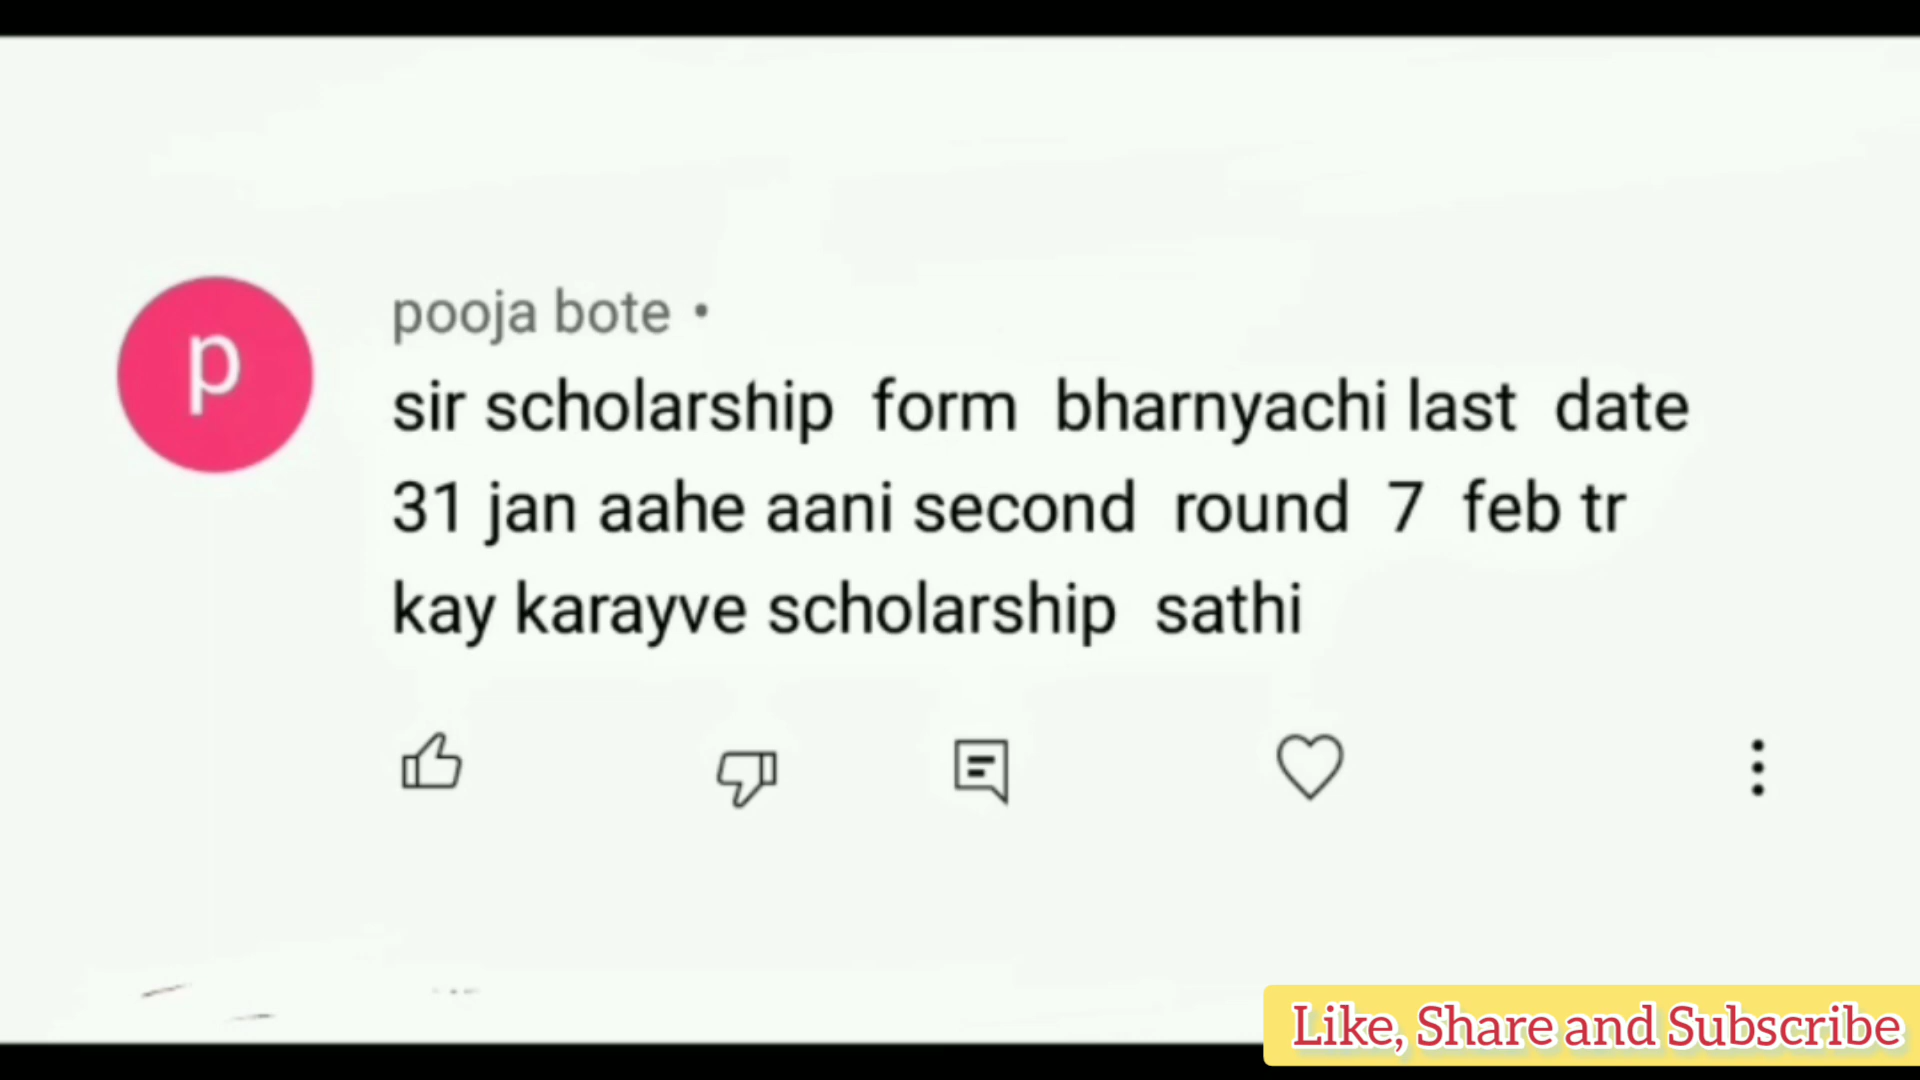 p
pooja bote •
sir scholarship form bharnyachi last date
31 jan aahe aani second round 7 feb tr
kay karayve scholarship sathi
Like, Share and Subscribe